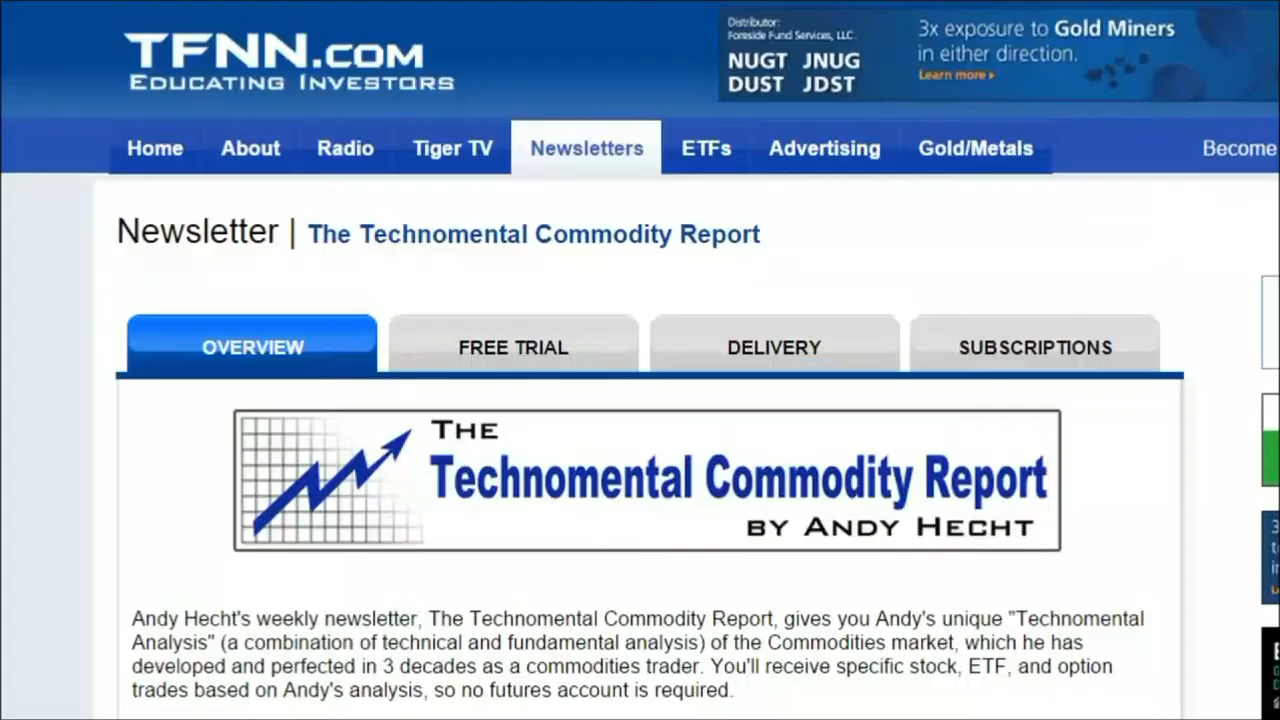 TFNN.COM
EDUCATING INVESTORS
Distributor:
Foreside Fund Services, LLC.
NUGT JNUG
DUST JDST
3x exposure to Gold Miners
in either direction.
Learn more
Home About Radio Tiger TV Newsletters ETFs Advertising Gold/Metals Become
Newsletter | The Technomental Commodity Report
OVERVIEW FREE TRIAL DELIVERY SUBSCRIPTIONS
THE
Technomental Commodity Report
BY ANDY HECHT
Andy Hecht's weekly newsletter, The Technomental Commodity Report, gives you Andy's unique "Technomental
Analysis" (a combination of technical and fundamental analysis) of the Commodities market, which he has
developed and perfected in 3 decades as a commodities trader. You'll receive specific stock, ETF, and option
trades based on Andy's analysis, so no futures account is required.